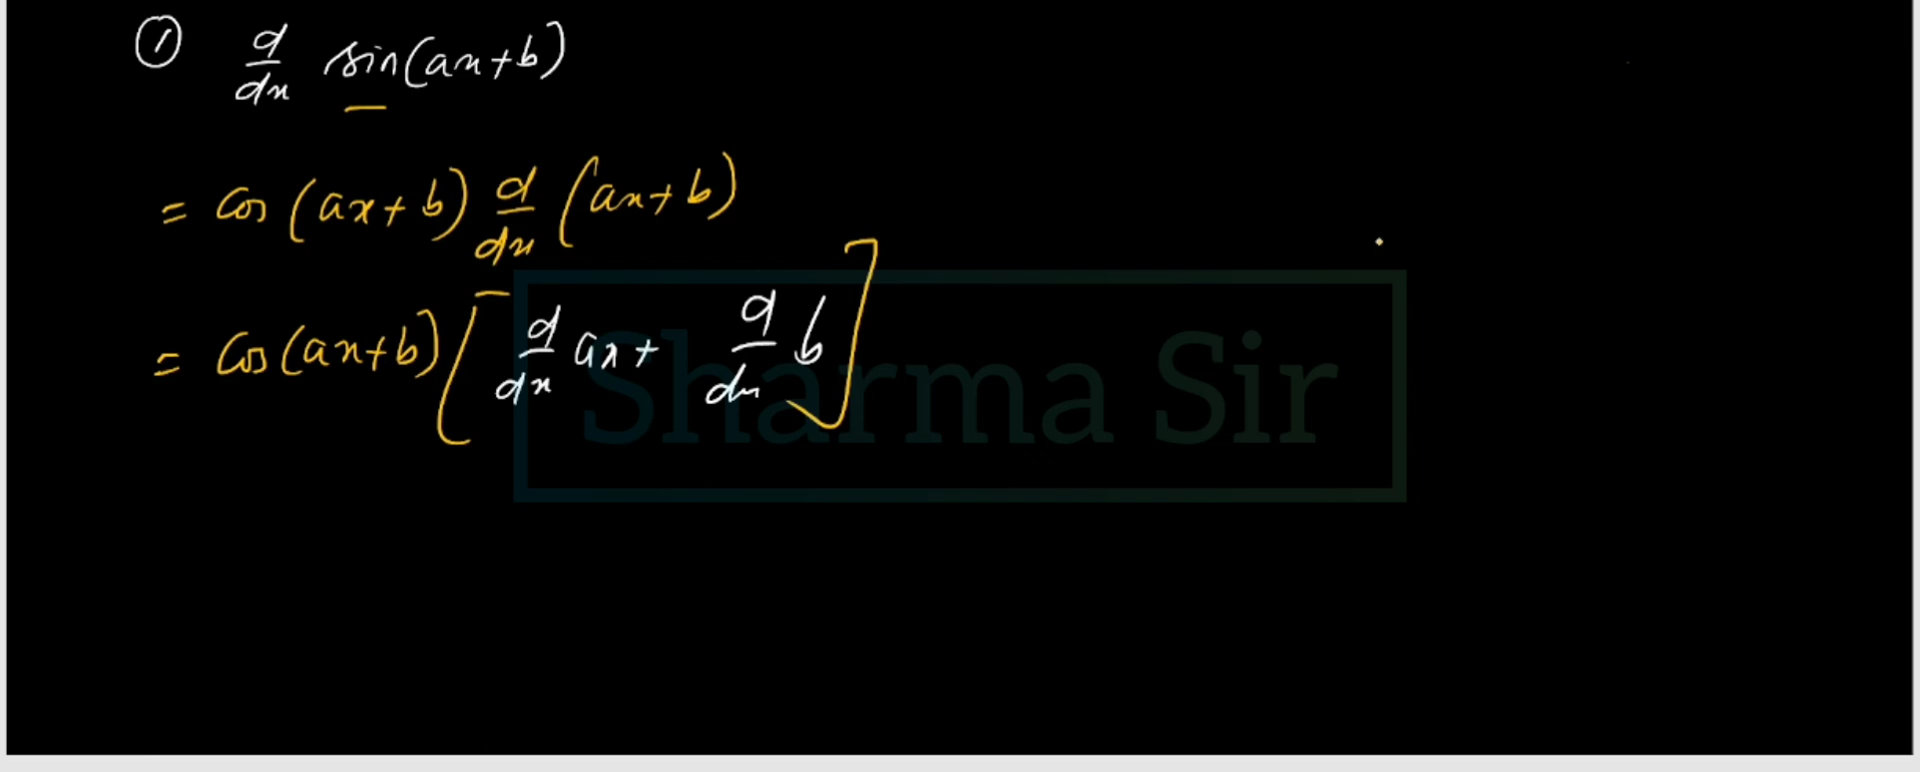 ① d/dx sin(ax+b)
= cos (ax+b) d/dx (ax+b)
= cos(ax+b) [d/dx ax + d/dx b]
Sharma Sir